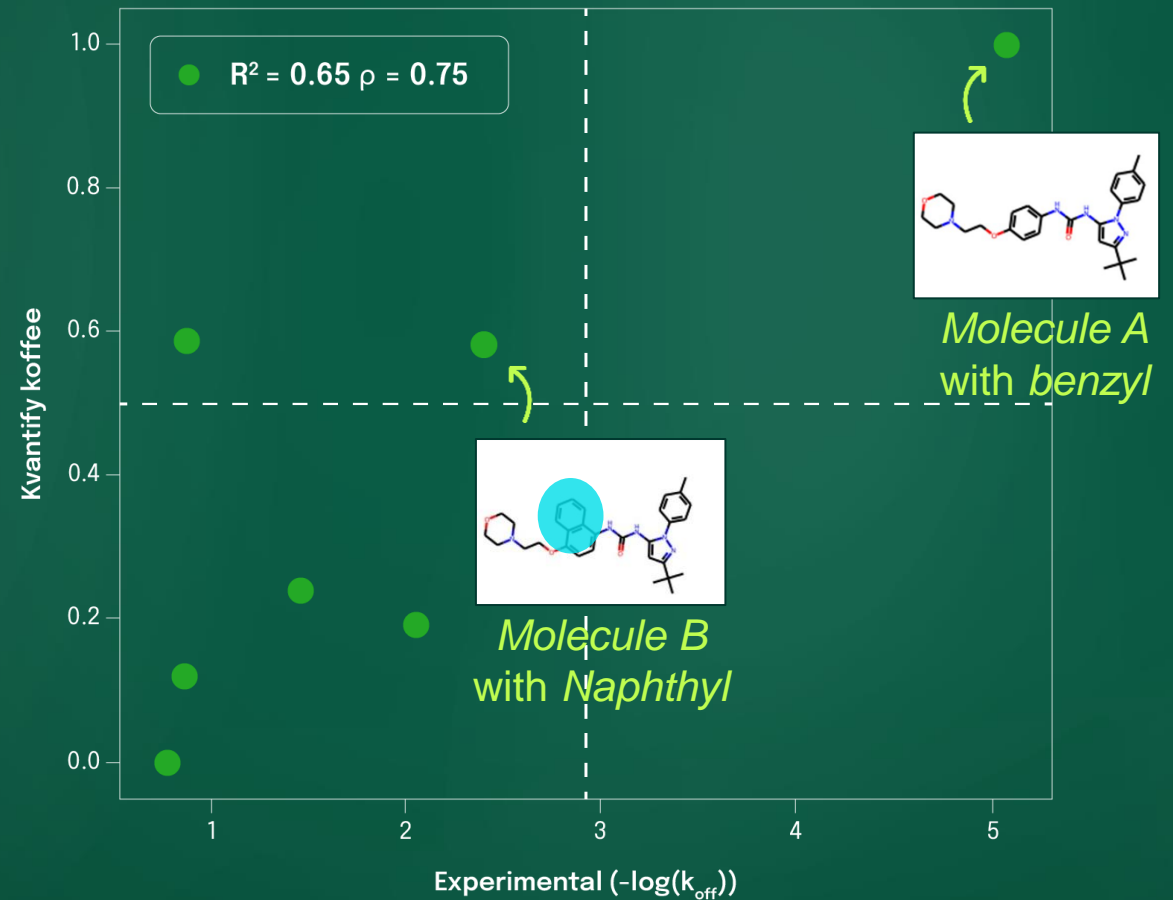 R² = 0.65 ρ = 0.75
1.0
0.8
0.6
0.4
0.2
0.0
Kvantify koffee
Molecule A
with benzyl
Molecule B
with Naphthyl
1
2
3
4
5
Experimental (-log(k_off))
O
N
O
H
N
O
H
N
N
N
O
N
O
H
N
O
H
N
N
N